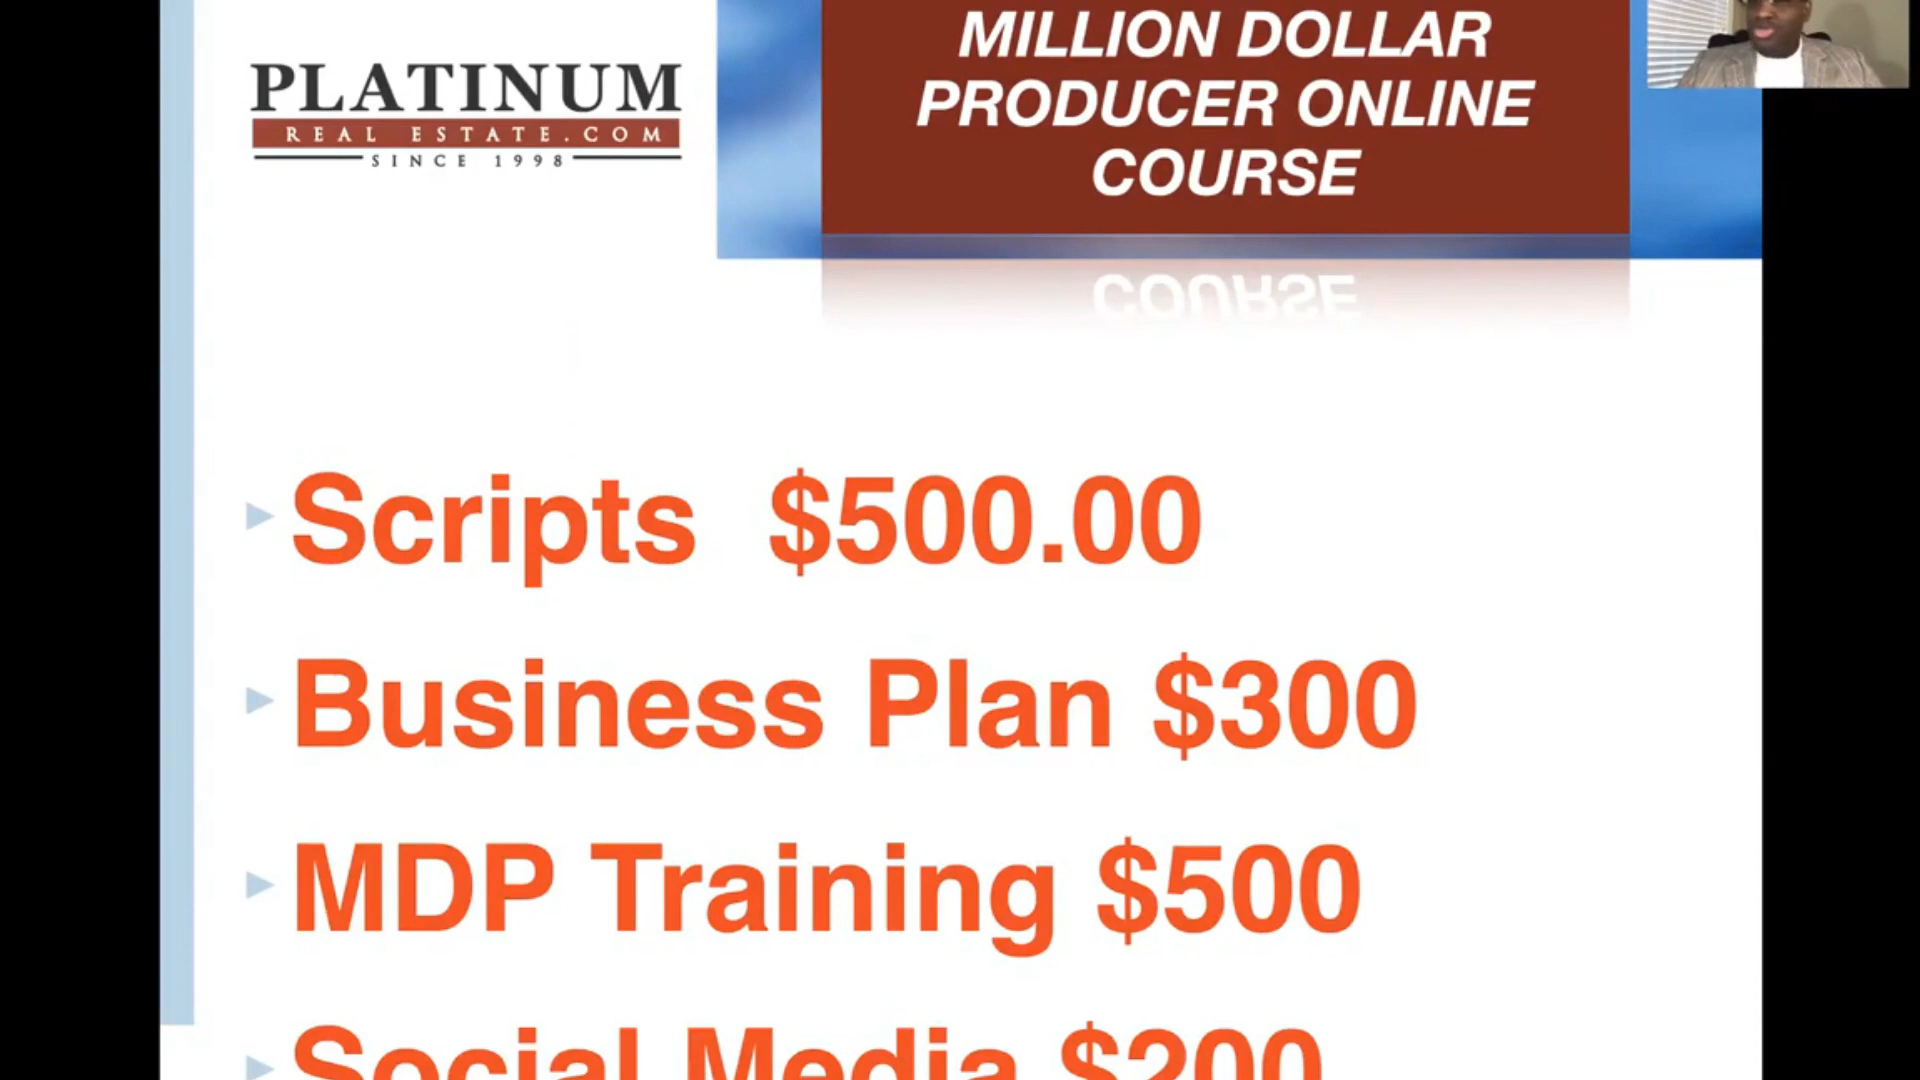 PLATINUM
REAL ESTATE.COM
SINCE 1998
MILLION DOLLAR
PRODUCER ONLINE
COURSE
Scripts $500.00
Business Plan $300
MDP Training $500
Social Media $200